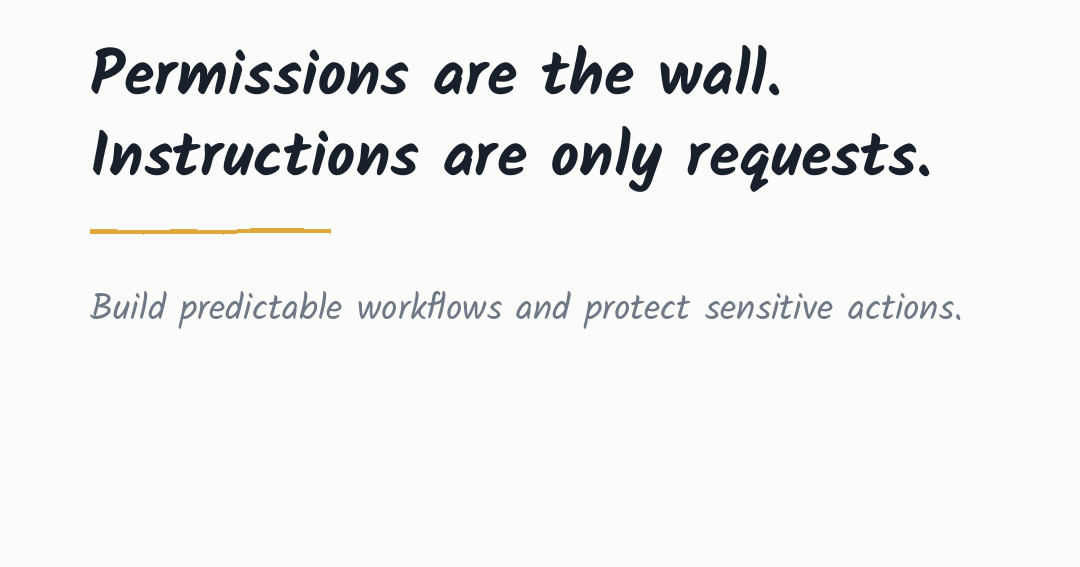 Permissions are the wall.
Instructions are only requests.
Build predictable workflows and protect sensitive actions.